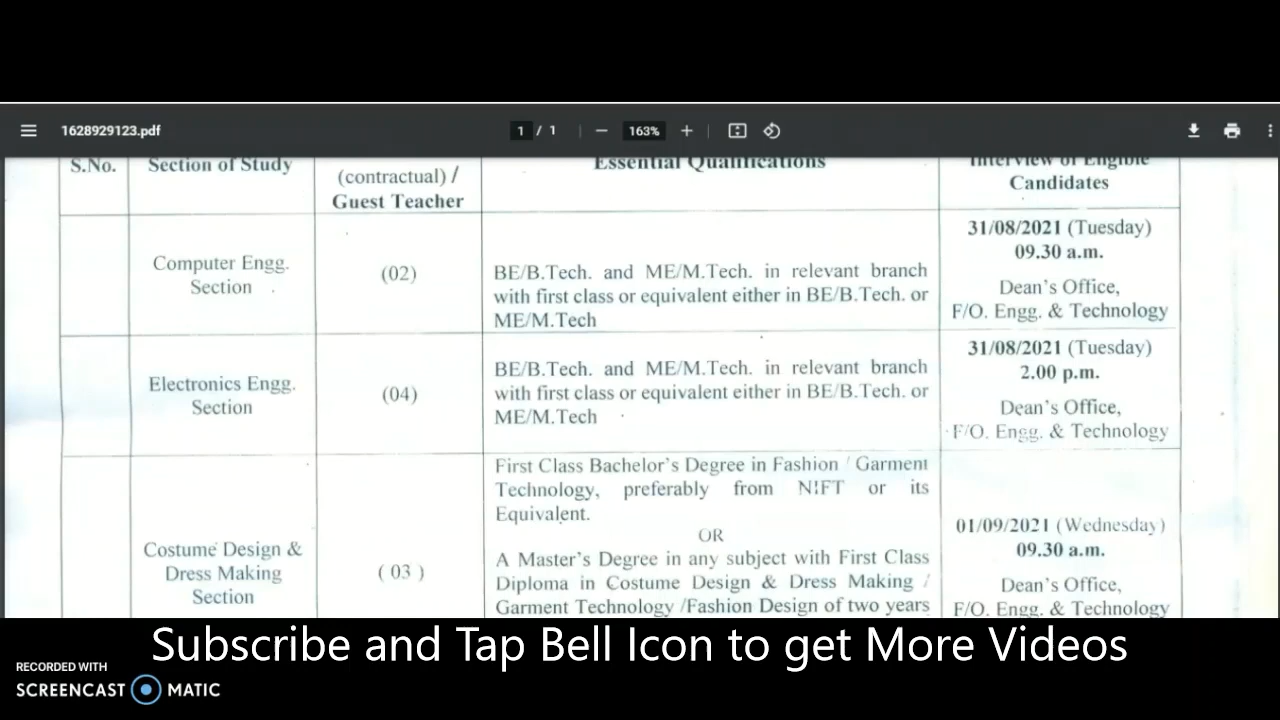 1628929123.pdf
1 / 1
163%
S.No.
Section of Study
(contractual) /
Guest Teacher
Essential Qualifications
Interview of Eligible
Candidates
Computer Engg.
Section
(02)
BE/B.Tech. and ME/M.Tech. in relevant branch
with first class or equivalent either in BE/B.Tech. or
ME/M.Tech
31/08/2021 (Tuesday)
09.30 a.m.
Dean's Office,
F/O. Engg. & Technology
Electronics Engg.
Section
(04)
BE/B.Tech. and ME/M.Tech. in relevant branch
with first class or equivalent either in BE/B.Tech. or
ME/M.Tech
31/08/2021 (Tuesday)
2.00 p.m.
Dean's Office,
F/O. Engg. & Technology
Costume Design &
Dress Making
Section
( 03 )
First Class Bachelor's Degree in Fashion / Garment
Technology, preferably from NIFT or its
Equivalent.
OR
A Master's Degree in any subject with First Class
Diploma in Costume Design & Dress Making /
Garment Technology /Fashion Design of two years
01/09/2021 (Wednesday)
09.30 a.m.
Dean's Office,
F/O. Engg. & Technology
Subscribe and Tap Bell Icon to get More Videos
RECORDED WITH
SCREENCAST MATIC